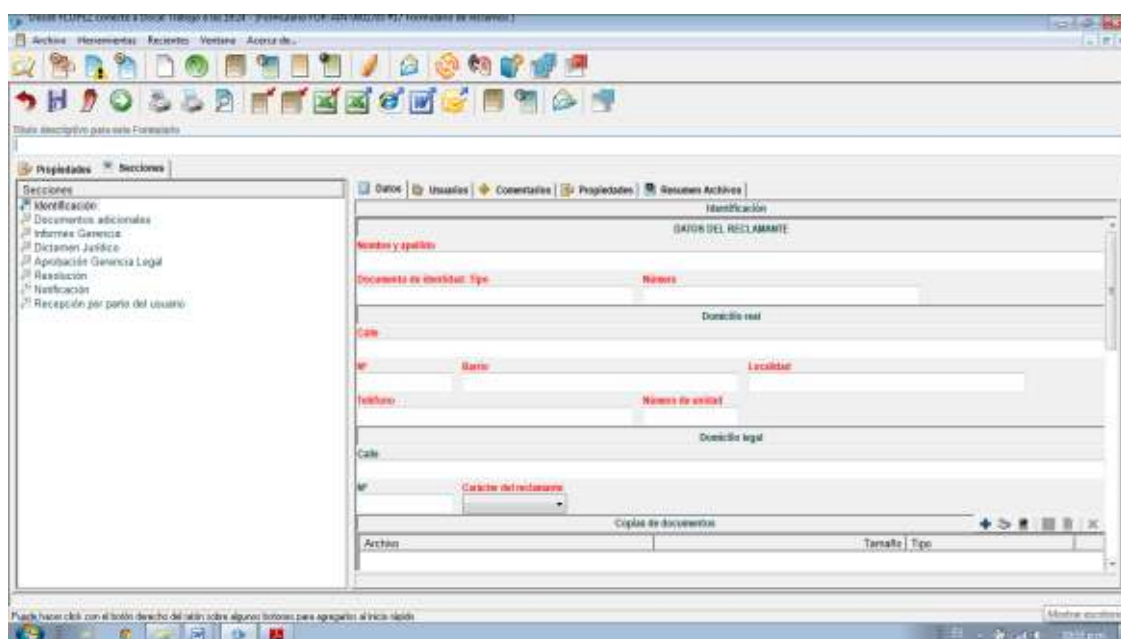 Archivo Herramientas Recientes Ventana Acerca de...
Título descriptivo para este Formulario
Propiedades Secciones
Secciones
Identificación
Documentos adicionales
Informes Gerencia
Dictamen Jurídico
Aprobación Gerencia Legal
Resolución
Notificación
Recepción por parte del usuario
Datos Usuarios Comentarios Propiedades Resumen Archivos
Identificación
DATOS DEL RECLAMANTE
Nombre y apellido
Documento de identidad: Tipo Número
Domicilio real
Calle
Nº Barrio Localidad
Teléfono Número de unidad
Domicilio legal
Calle
Nº Carácter del reclamante
Copias de documentos
Archivo Tamaño Tipo
Puede hacer click con el botón derecho del ratón sobre algunos botones para agregarlos al inicio rápido
Mostrar escritorio